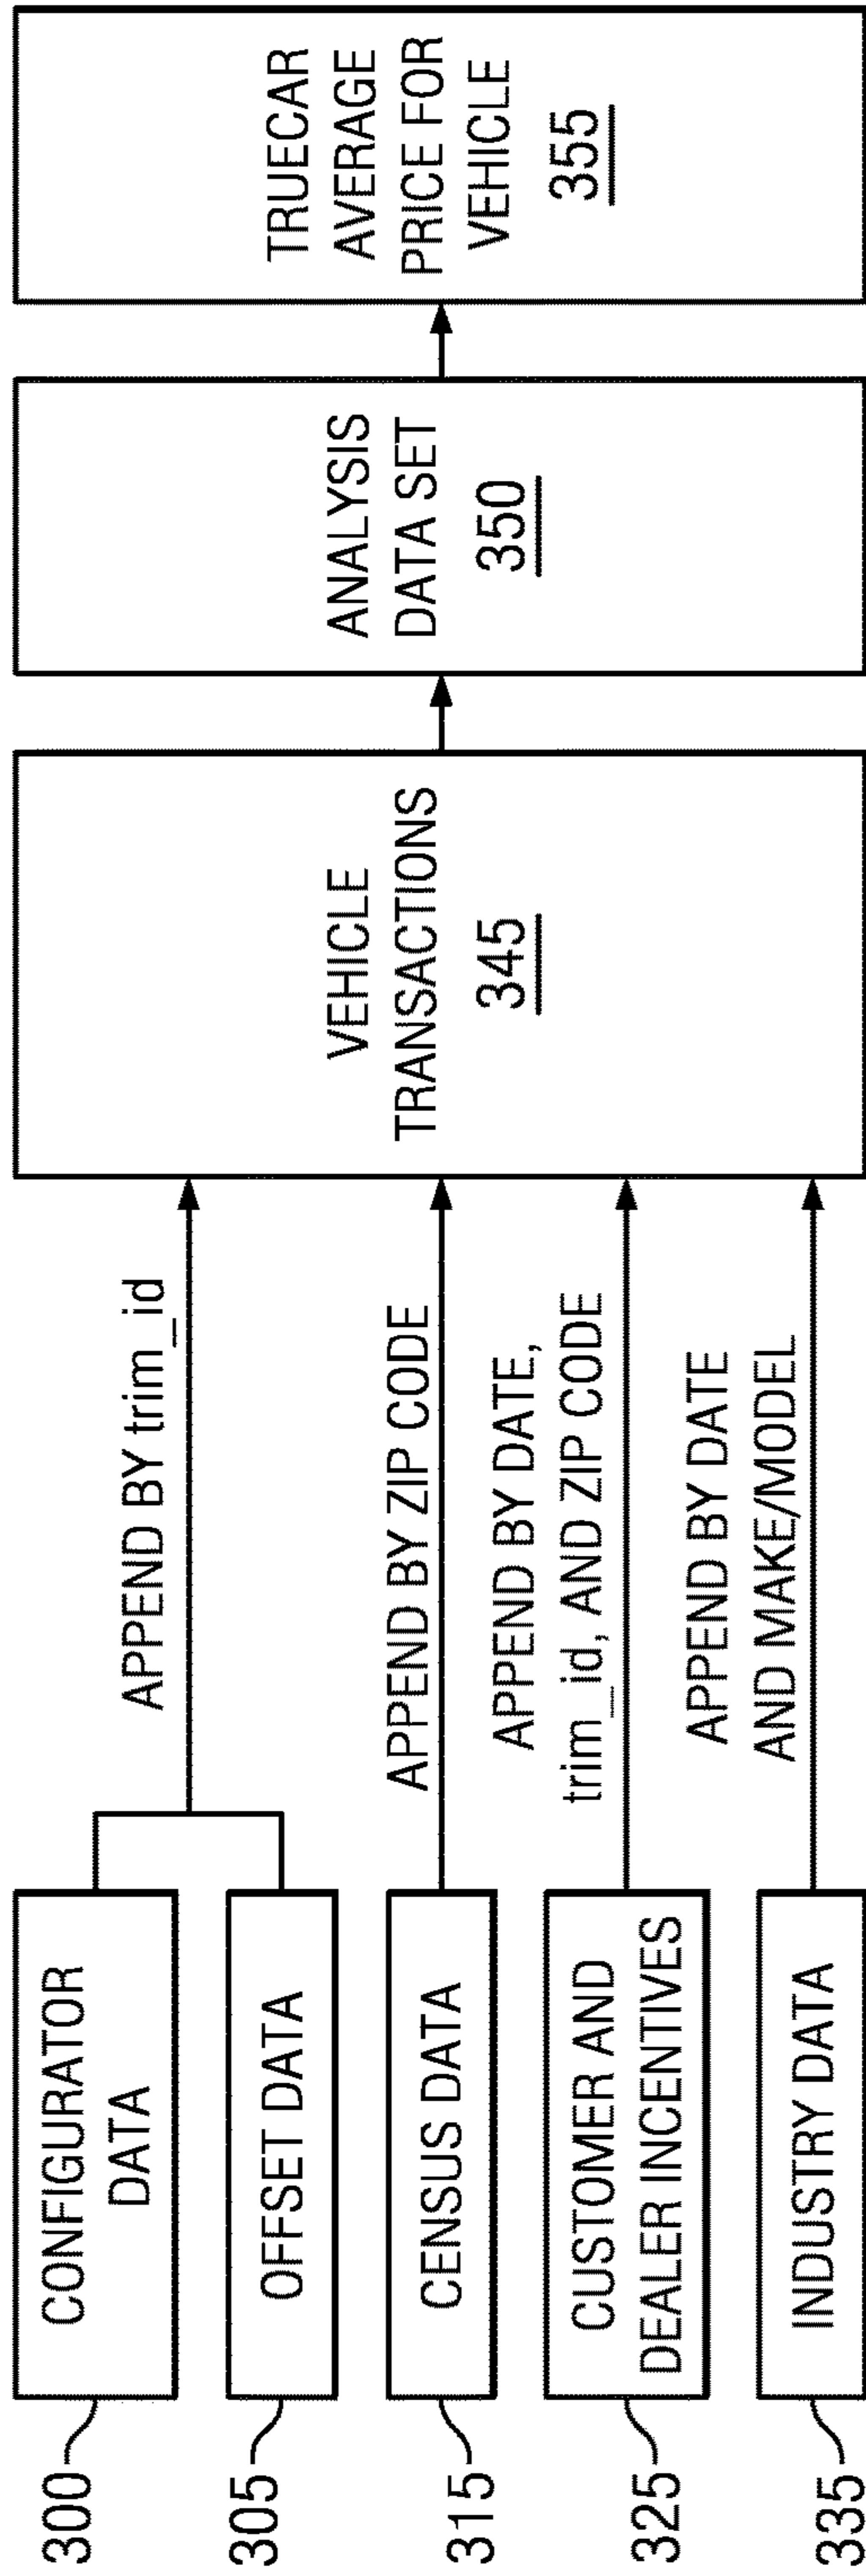 300
CONFIGURATOR
DATA
305
OFFSET DATA
315
CENSUS DATA
325
CUSTOMER AND
DEALER INCENTIVES
335
INDUSTRY DATA
APPEND BY trim_id
APPEND BY ZIP CODE
APPEND BY DATE,
trim_id, AND ZIP CODE
APPEND BY DATE
AND MAKE/MODEL
VEHICLE
TRANSACTIONS
345
ANALYSIS
DATA SET
350
TRUECAR
AVERAGE
PRICE FOR
VEHICLE
355